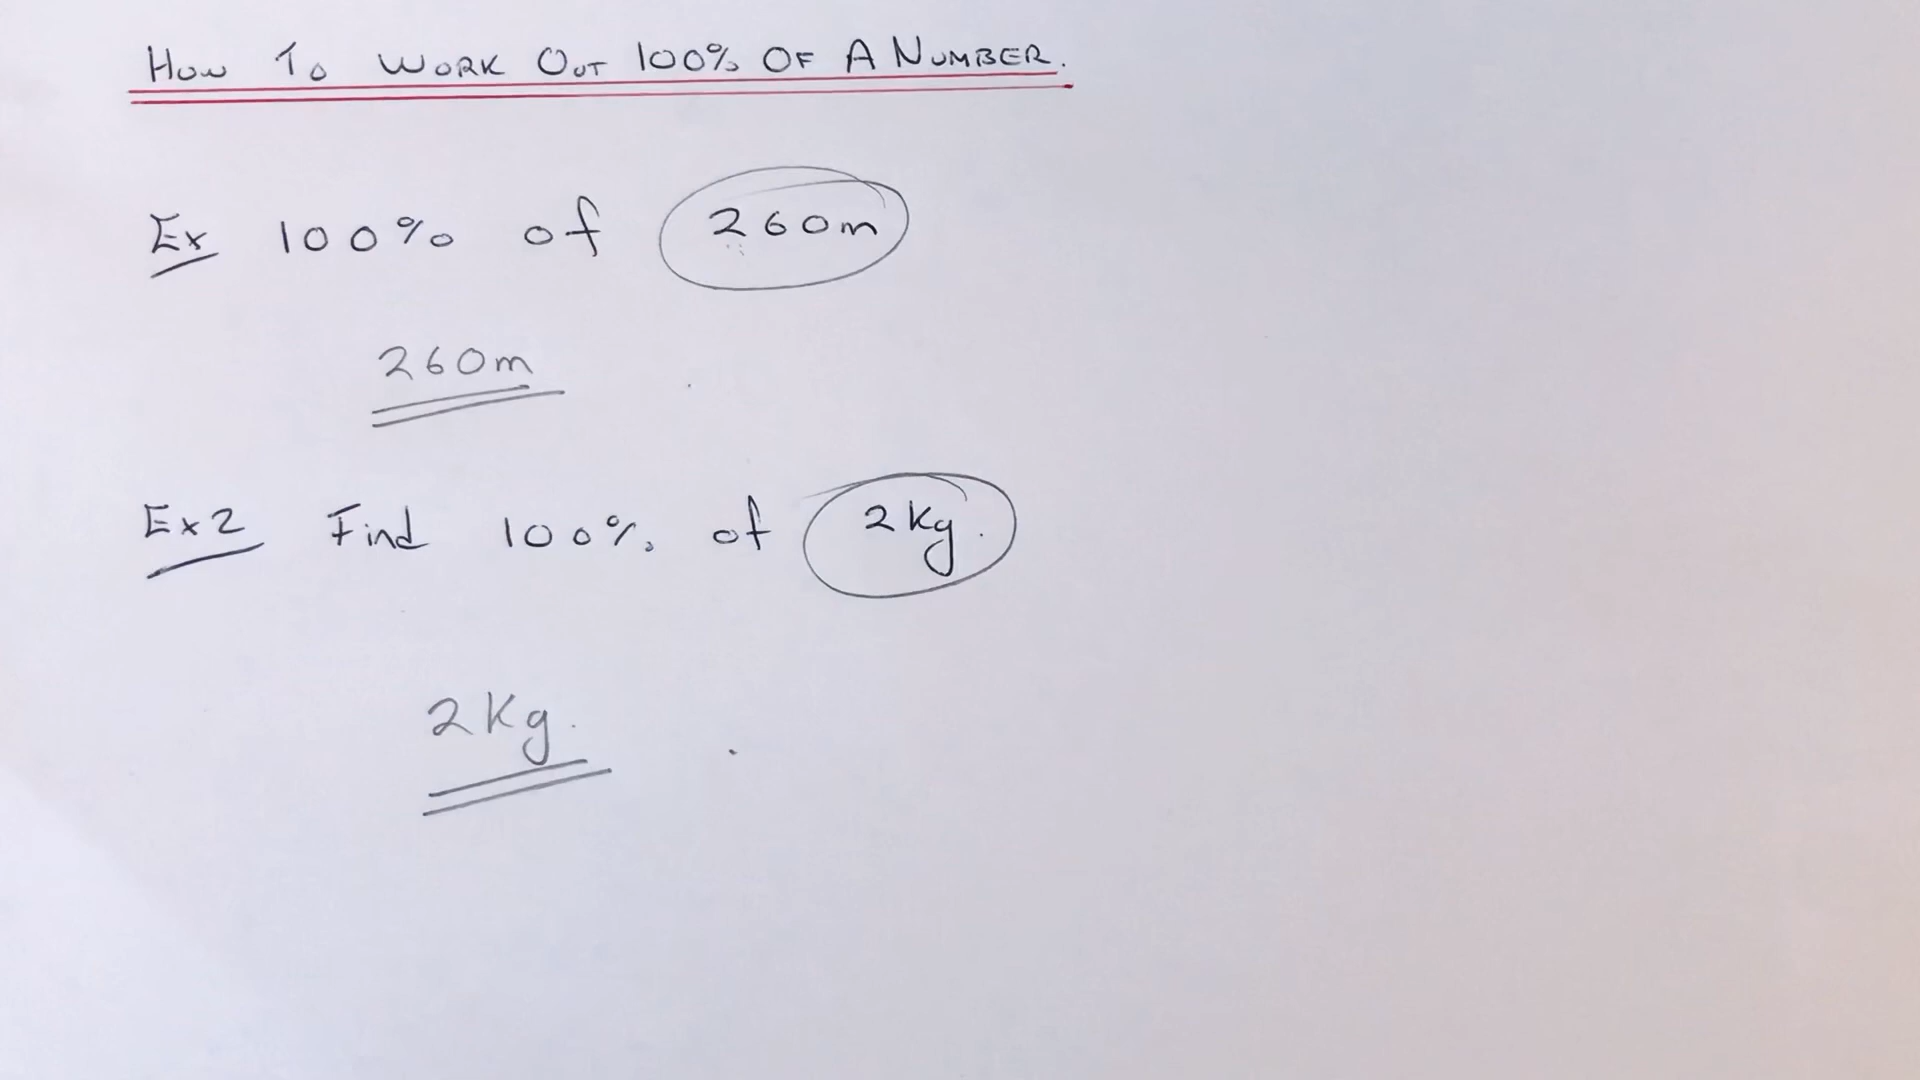 HOW TO WORK OUT 100% OF A NUMBER.
Ex 100% of 260m
260m
Ex2 Find 100% of 2kg.
2kg.